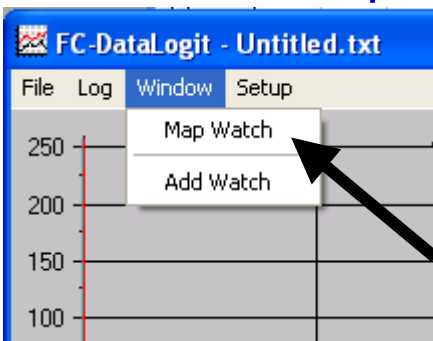 FC-DataLogit - Untitled.txt
File Log Window Setup
Map Watch
Add Watch
250
200
150
100